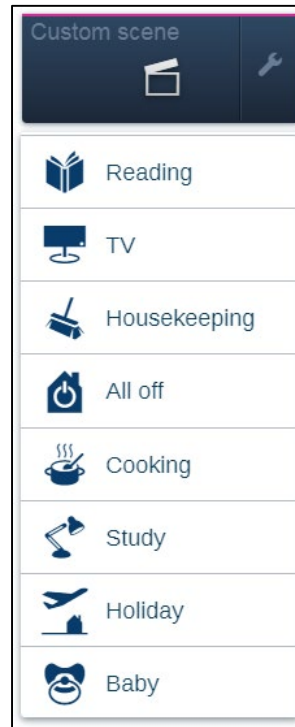 Custom scene
Reading
TV
Housekeeping
All off
Cooking
Study
Holiday
Baby